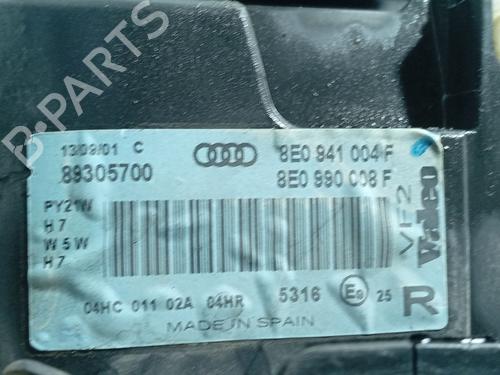 13/09/01 C
8E0 941 004 F
89305700
8E0 990 008 F
PY21W
H7
W5W
H7
VF2
Valeo
04HC 011 02A 04HR
5316
E9
25
R
MADE IN SPAIN
B-PARTS